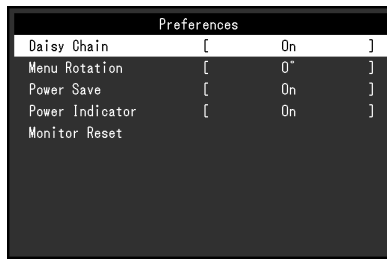 Preferences
Daisy Chain [ On ]
Menu Rotation [ 0° ]
Power Save [ On ]
Power Indicator [ On ]
Monitor Reset